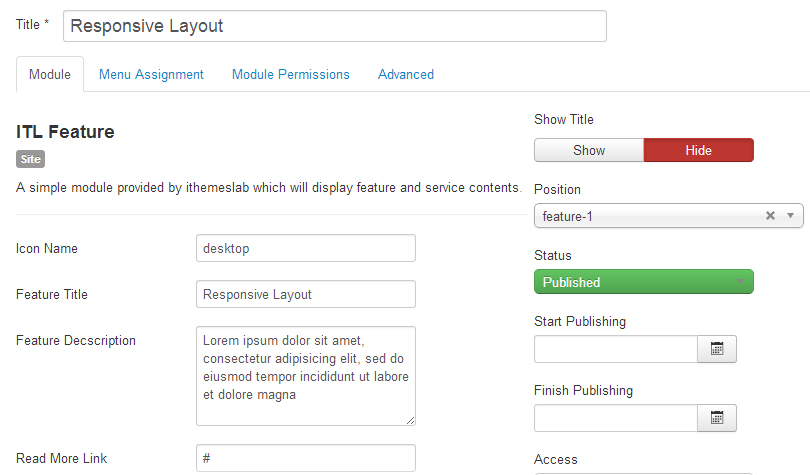 Title *
Responsive Layout
Module
Menu Assignment
Module Permissions
Advanced
ITL Feature
Site
A simple module provided by ithemeslab which will display feature and service contents.
Icon Name
desktop
Feature Title
Responsive Layout
Feature Decscription
Lorem ipsum dolor sit amet,
consectetur adipisicing elit, sed do
eiusmod tempor incididunt ut labore
et dolore magna
Read More Link
#
Show Title
Show
Hide
Position
feature-1
Status
Published
Start Publishing
Finish Publishing
Access